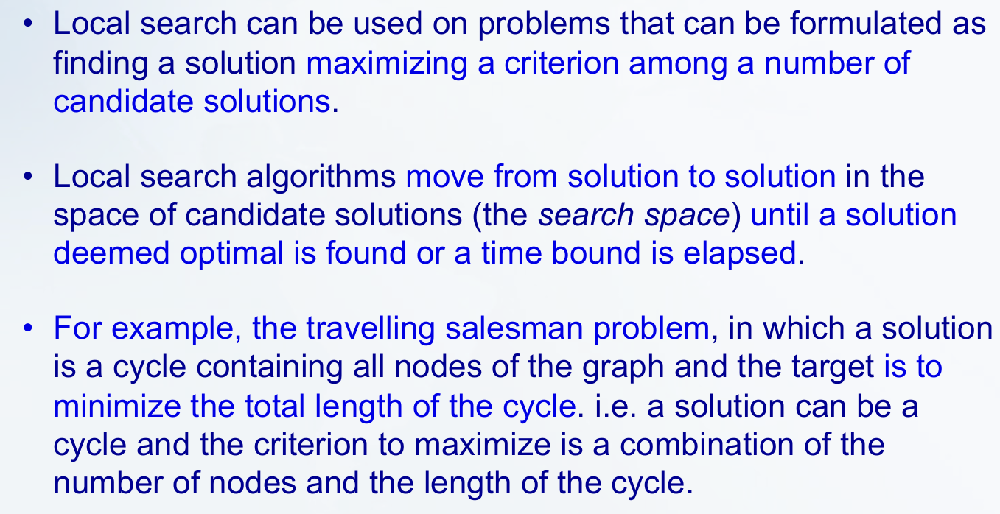 • Local search can be used on problems that can be formulated as
finding a solution maximizing a criterion among a number of
candidate solutions.
• Local search algorithms move from solution to solution in the
space of candidate solutions (the search space) until a solution
deemed optimal is found or a time bound is elapsed.
• For example, the travelling salesman problem, in which a solution
is a cycle containing all nodes of the graph and the target is to
minimize the total length of the cycle. i.e. a solution can be a
cycle and the criterion to maximize is a combination of the
number of nodes and the length of the cycle.